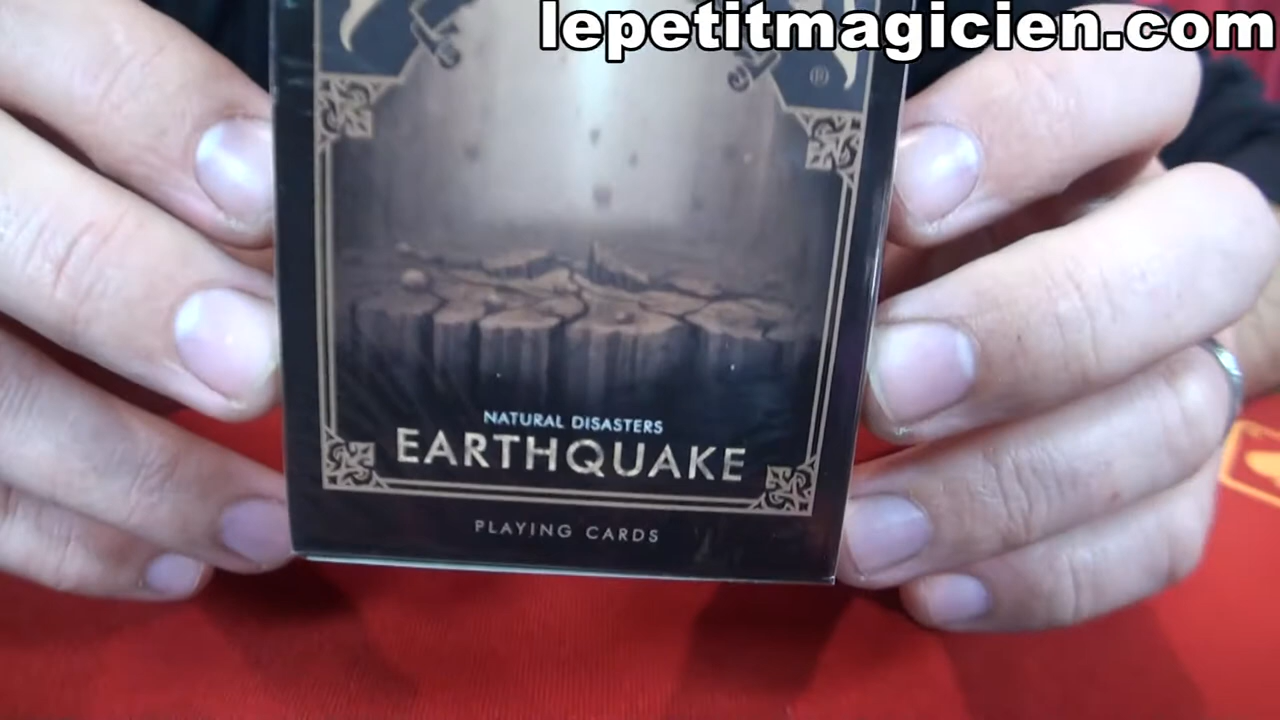 lepetitmagicien.com
®
NATURAL DISASTERS
EARTHQUAKE
PLAYING CARDS